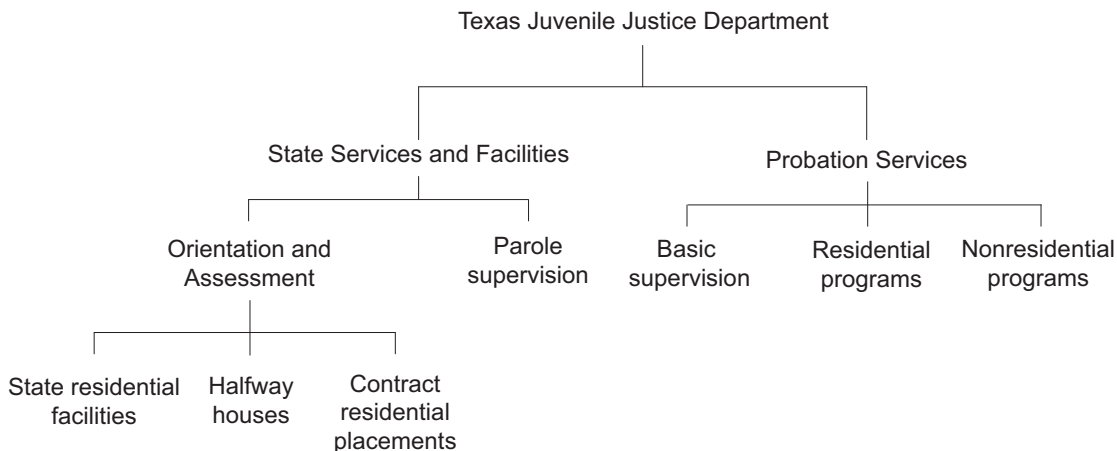 Texas Juvenile Justice Department
State Services and Facilities
Probation Services
Orientation and
Assessment
Parole
supervision
Basic
supervision
Residential
programs
Nonresidential
programs
State residential
facilities
Halfway
houses
Contract
residential
placements